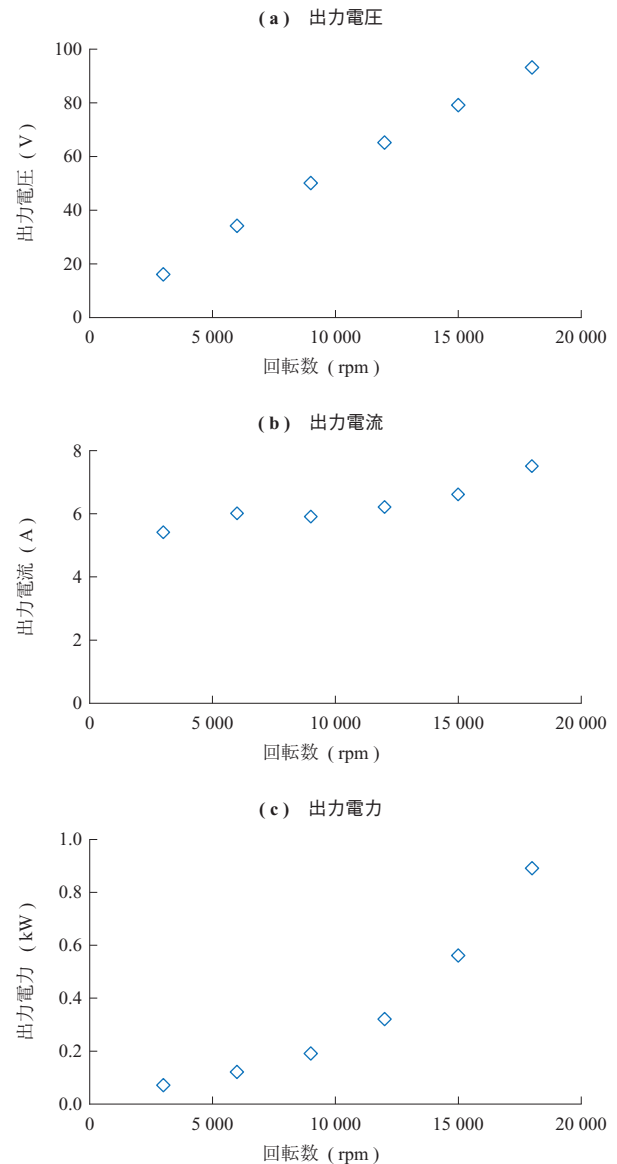 ( a ) 出力電圧
100
80
60
40
20
0
出力電圧 ( V )
0 5 000 10 000 15 000 20 000
回転数 ( rpm )
( b ) 出力電流
8
6
4
2
0
出力電流 ( A )
0 5 000 10 000 15 000 20 000
回転数 ( rpm )
( c ) 出力電力
1.0
0.8
0.6
0.4
0.2
0.0
出力電力 ( kW )
0 5 000 10 000 15 000 20 000
回転数 ( rpm )